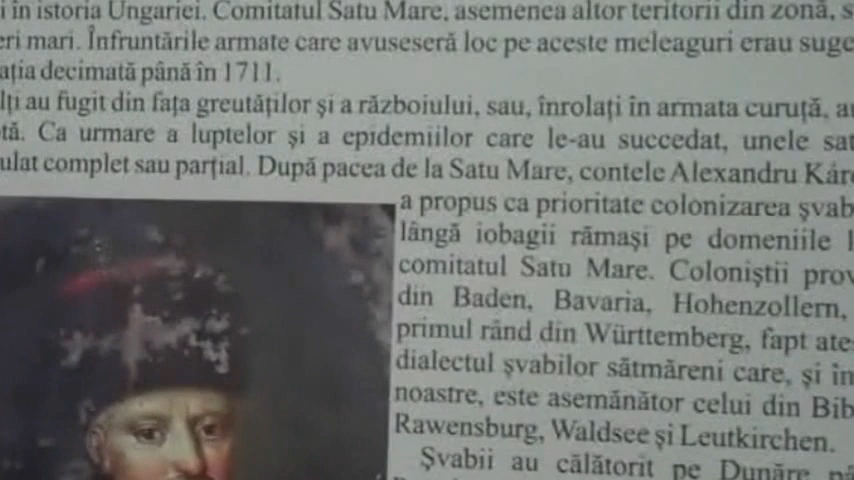 în istoria Ungariei. Comitatul Satu Mare, asemenea altor teritorii din zonă, s
eri mari. Înfruntările armate care avuseseră loc pe aceste meleaguri erau suge
ația decimată până în 1711.
lți au fugit din fața greutăților și a războiului, sau, înrolați în armata curuță, au
tă. Ca urmare a luptelor și a epidemiilor care le-au succedat, unele sat
ulat complet sau parțial. După pacea de la Satu Mare, contele Alexandru Káro
a propus ca prioritate colonizarea șvab
lângă iobagii rămași pe domeniile l
comitatul Satu Mare. Coloniștii prov
din Baden, Bavaria, Hohenzollern,
primul rând din Württemberg, fapt ates
dialectul șvabilor sătmăreni care, și în
noastre, este asemănător celui din Bib
Rawensburg, Waldsee și Leutkirchen.
Șvabii au călătorit pe Dunăre pâ